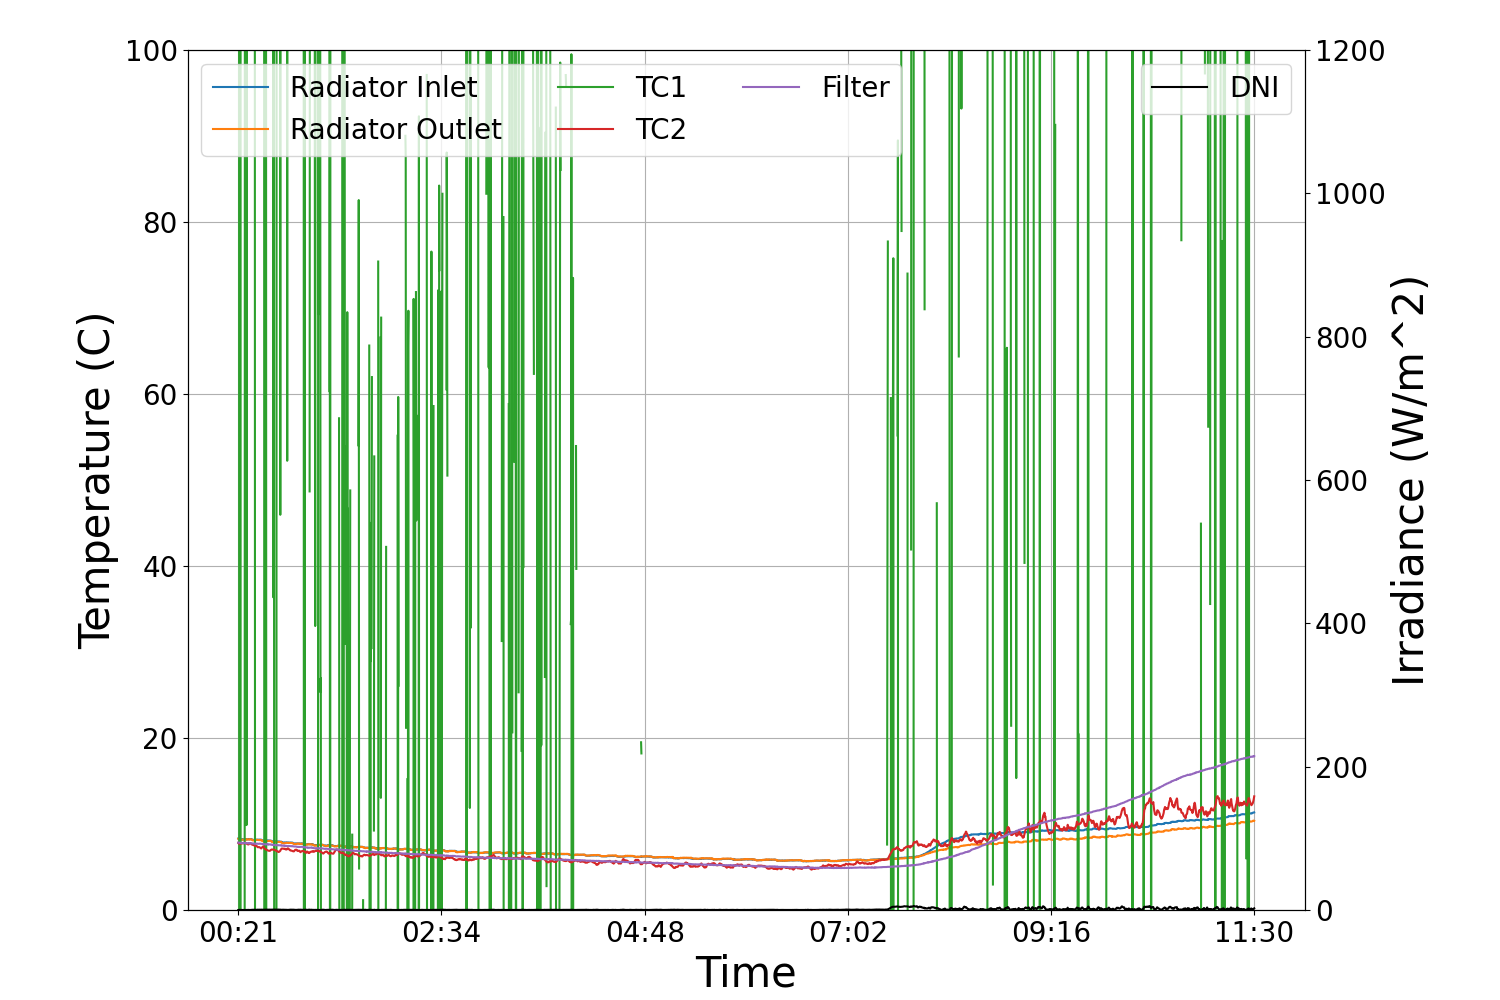 Radiator Inlet
Radiator Outlet
TC1
TC2
Filter
DNI
Temperature (C)
100
80
60
40
20
0
1200
1000
800
600
400
200
0
Irradiance (W/m^2)
00:21 02:34 04:48 07:02 09:16 11:30
Time